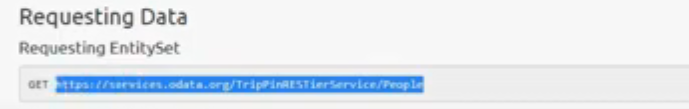 Requesting Data
Requesting EntitySet
GET https://services.odata.org/TripPinRESTierService/People